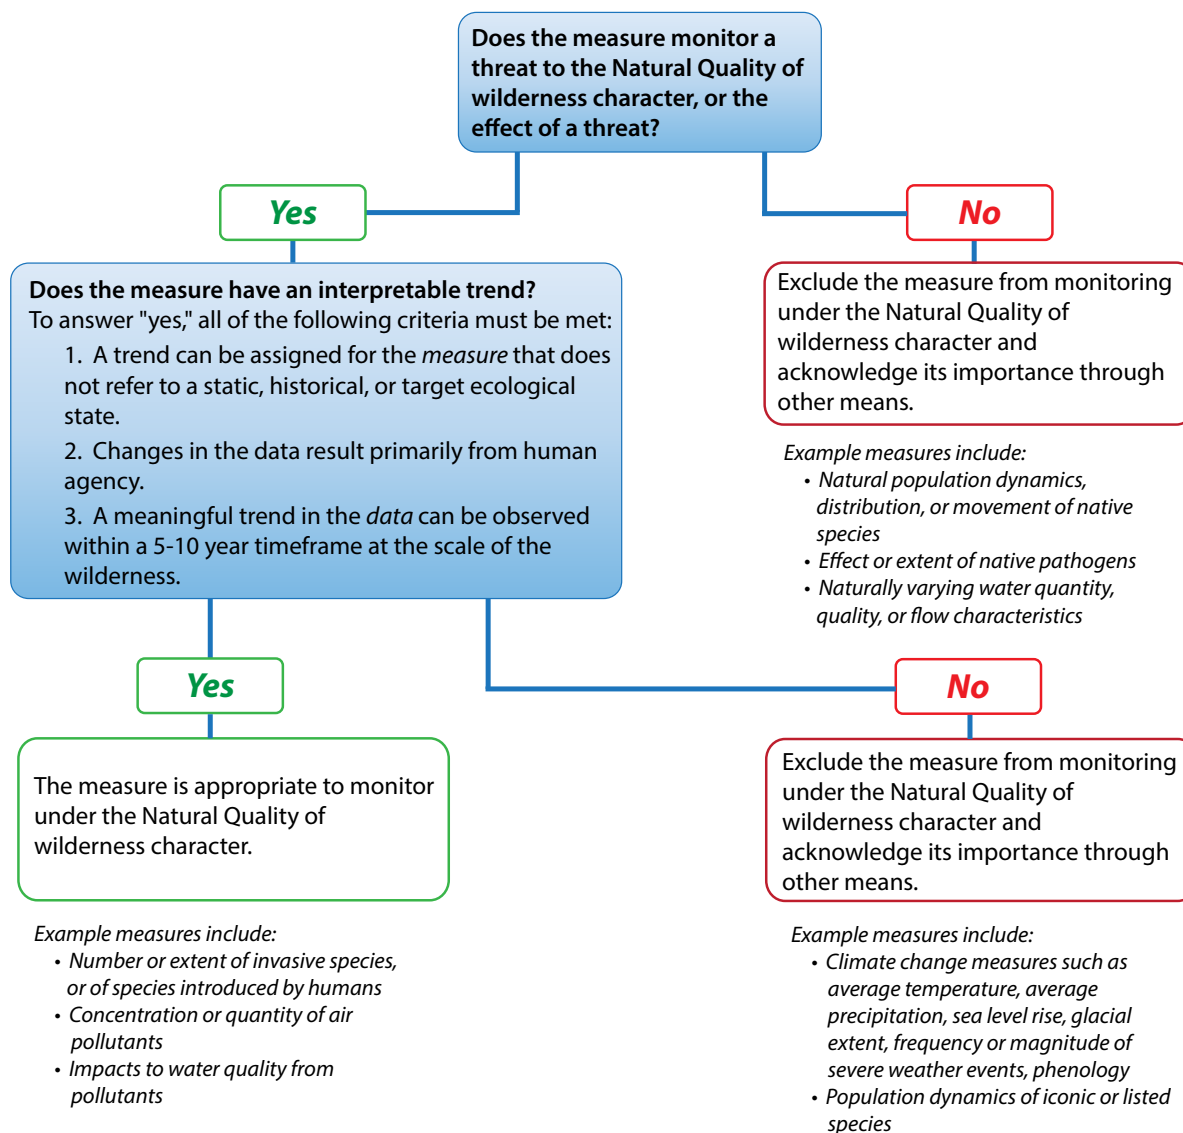 Does the measure monitor a
threat to the Natural Quality of
wilderness character, or the
effect of a threat?
Yes
No
Does the measure have an interpretable trend?
To answer "yes," all of the following criteria must be met:
1. A trend can be assigned for the measure that does
not refer to a static, historical, or target ecological
state.
2. Changes in the data result primarily from human
agency.
3. A meaningful trend in the data can be observed
within a 5-10 year timeframe at the scale of the
wilderness.
Exclude the measure from monitoring
under the Natural Quality of
wilderness character and
acknowledge its importance through
other means.
Example measures include:
• Natural population dynamics,
distribution, or movement of native
species
• Effect or extent of native pathogens
• Naturally varying water quantity,
quality, or flow characteristics
Yes
No
The measure is appropriate to monitor
under the Natural Quality of
wilderness character.
Example measures include:
• Number or extent of invasive species,
or of species introduced by humans
• Concentration or quantity of air
pollutants
• Impacts to water quality from
pollutants
Exclude the measure from monitoring
under the Natural Quality of
wilderness character and
acknowledge its importance through
other means.
Example measures include:
• Climate change measures such as
average temperature, average
precipitation, sea level rise, glacial
extent, frequency or magnitude of
severe weather events, phenology
• Population dynamics of iconic or listed
species